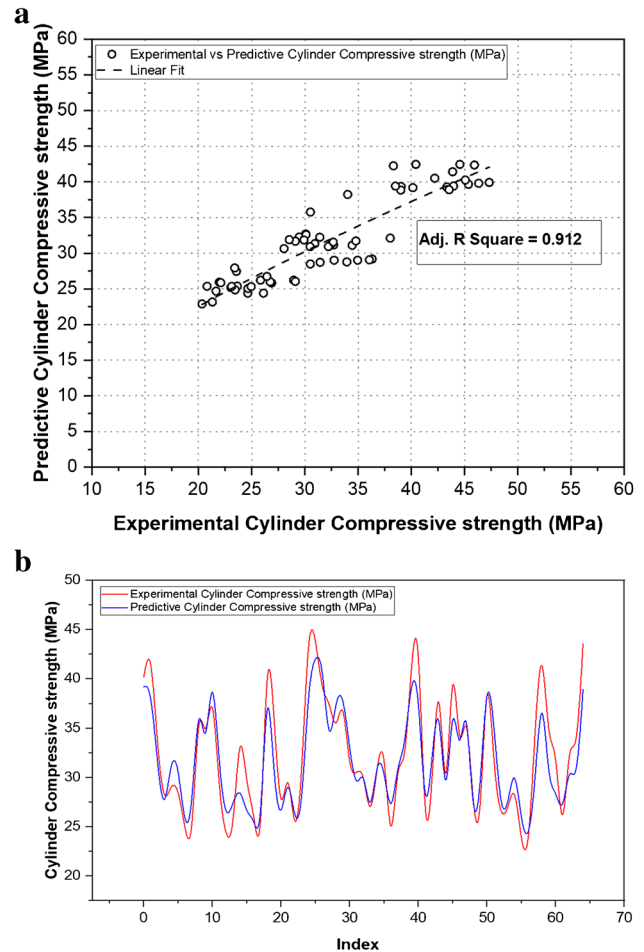 a
Predictive Cylinder Compressive strength (MPa)
60
55
50
45
40
35
30
25
20
15
10
5
0
Experimental vs Predictive Cylinder Compressive strength (MPa)
Linear Fit
Adj. R Square = 0.912
10 15 20 25 30 35 40 45 50 55 60
Experimental Cylinder Compressive strength (MPa)
b
Cylinder Compressive strength (MPa)
50
45
40
35
30
25
20
Experimental Cylinder Compressive strength (MPa)
Predictive Cylinder Compressive strength (MPa)
0 10 20 30 40 50 60 70
Index